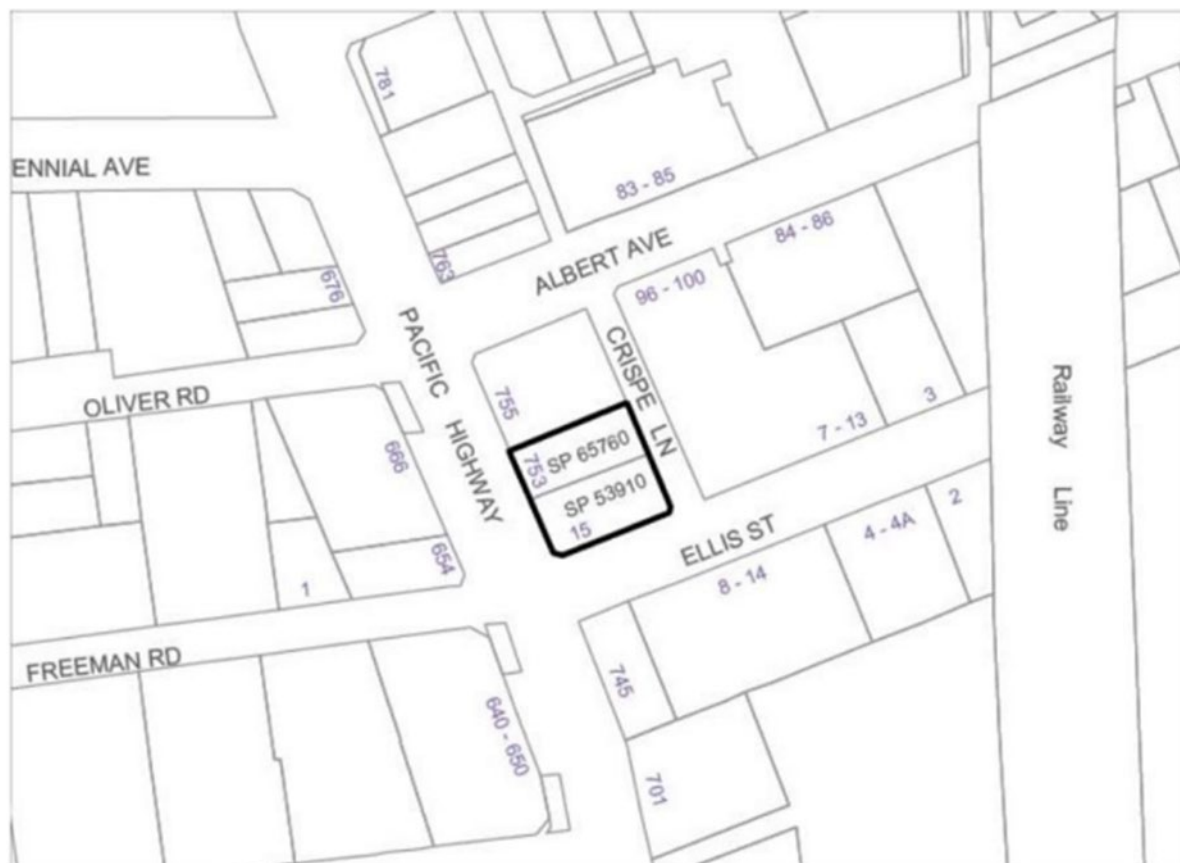 781
ENNIAL AVE
83 - 85
84 - 86
ALBERT AVE
763
676
96 - 100
PACIFIC HIGHWAY
CRISPE LN
OLIVER RD
755
3
7 - 13
Railway Line
666
753
SP 65760
SP 53910
15
2
4 - 4A
ELLIS ST
654
8 - 14
1
FREEMAN RD
745
640 - 650
701